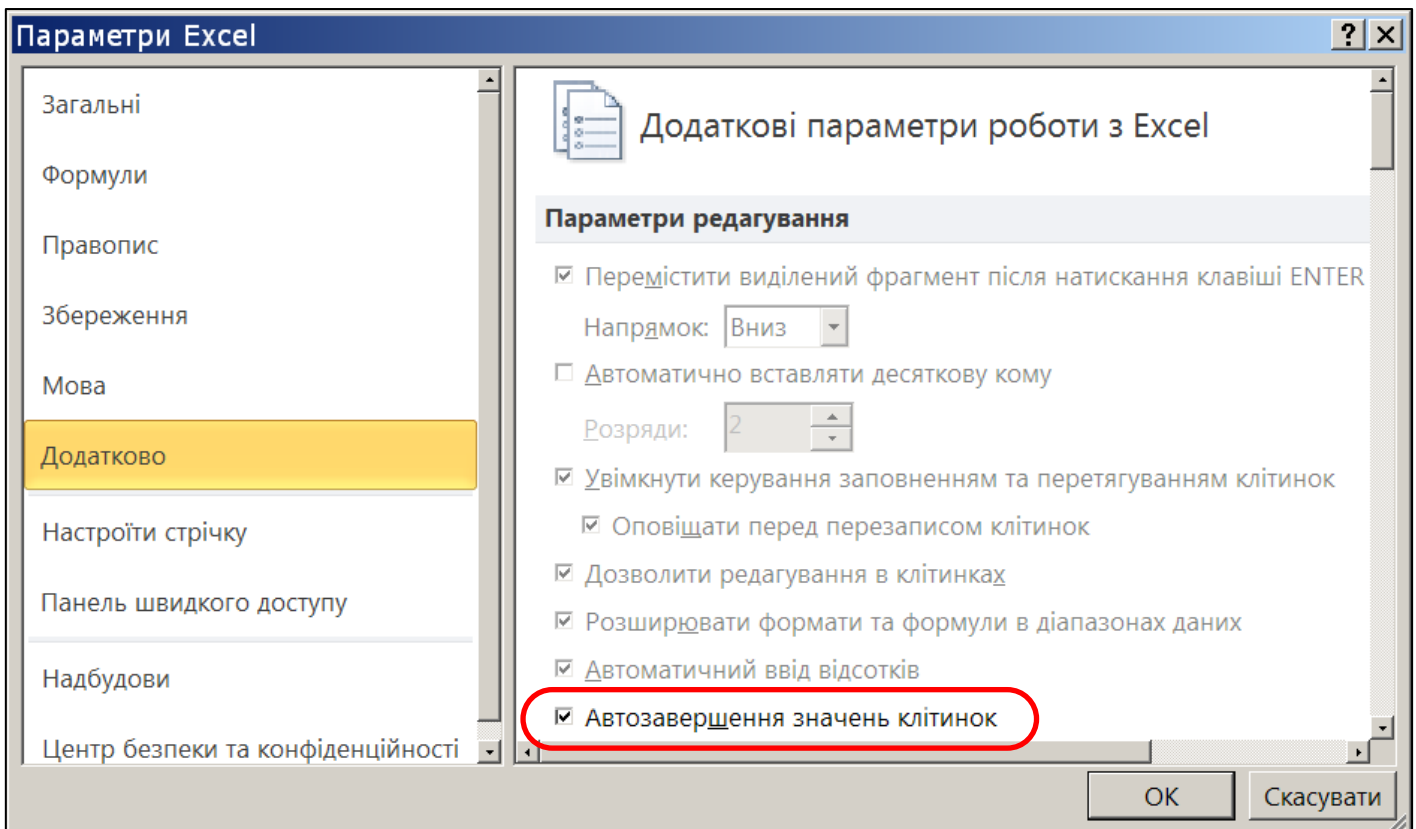 Параметри Excel
Загальні
Формули
Правопис
Збереження
Мова
Додатково
Настроїти стрічку
Панель швидкого доступу
Надбудови
Центр безпеки та конфіденційності
Додаткові параметри роботи з Excel
Параметри редагування
Перемістити виділений фрагмент після натискання клавіші ENTER
Напрямок: Вниз
Автоматично вставляти десяткову кому
Розряди: 2
Увімкнути керування заповненням та перетягуванням клітинок
Оповіщати перед перезаписом клітинок
Дозволити редагування в клітинках
Розширювати формати та формули в діапазонах даних
Автоматичний ввід відсотків
Автозавершення значень клітинок
ОК
Скасувати